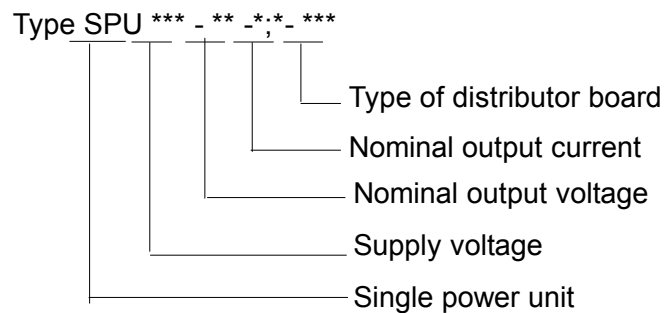 Type SPU *** - ** -*;*- ***
Type of distributor board
Nominal output current
Nominal output voltage
Supply voltage
Single power unit